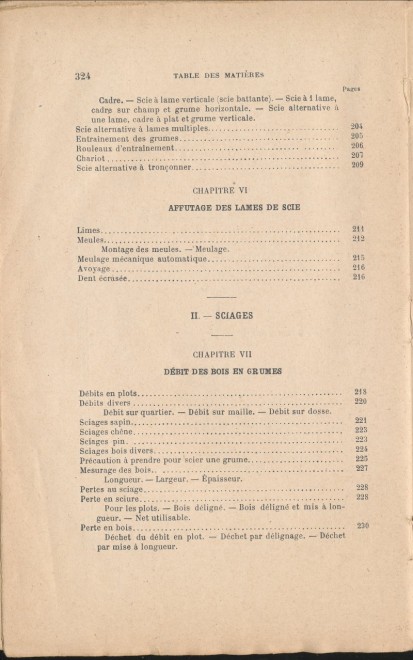 324
TABLE DES MATIÈRES
Pages
Cadre. — Scie à lame verticale (scie battante). — Scie à 1 lame,
cadre sur champ et grume horizontale. — Scie alternative à
une lame, cadre à plat et grume verticale.
Scie alternative à lames multiples. 204
Entraînement des grumes. 205
Rouleaux d'entraînement. 206
Chariot. 207
Scie alternative à tronçonner. 209
CHAPITRE VI
AFFUTAGE DES LAMES DE SCIE
Limes. 211
Meules. 212
Montage des meules. — Meulage.
Meulage mécanique automatique. 215
Avoyage. 216
Dent écrasée. 216
II. — SCIAGES
CHAPITRE VII
DÉBIT DES BOIS EN GRUMES
Débits en plots. 218
Débits divers. 220
Débit sur quartier. — Débit sur maille. — Débit sur dosse.
Sciages sapin. 221
Sciages chêne. 223
Sciages pin. 223
Sciages bois divers. 224
Précaution à prendre pour scier une grume. 225
Mesurage des bois. 227
Longueur. — Largeur. — Épaisseur.
Pertes au sciage. 228
Perte en sciure. 228
Pour les plots. — Bois déligné. — Bois déligné et mis à lon-
gueur. — Net utilisable.
Perte en bois. 230
Déchet du débit en plot. — Déchet par délignage. — Déchet
par mise à longueur.